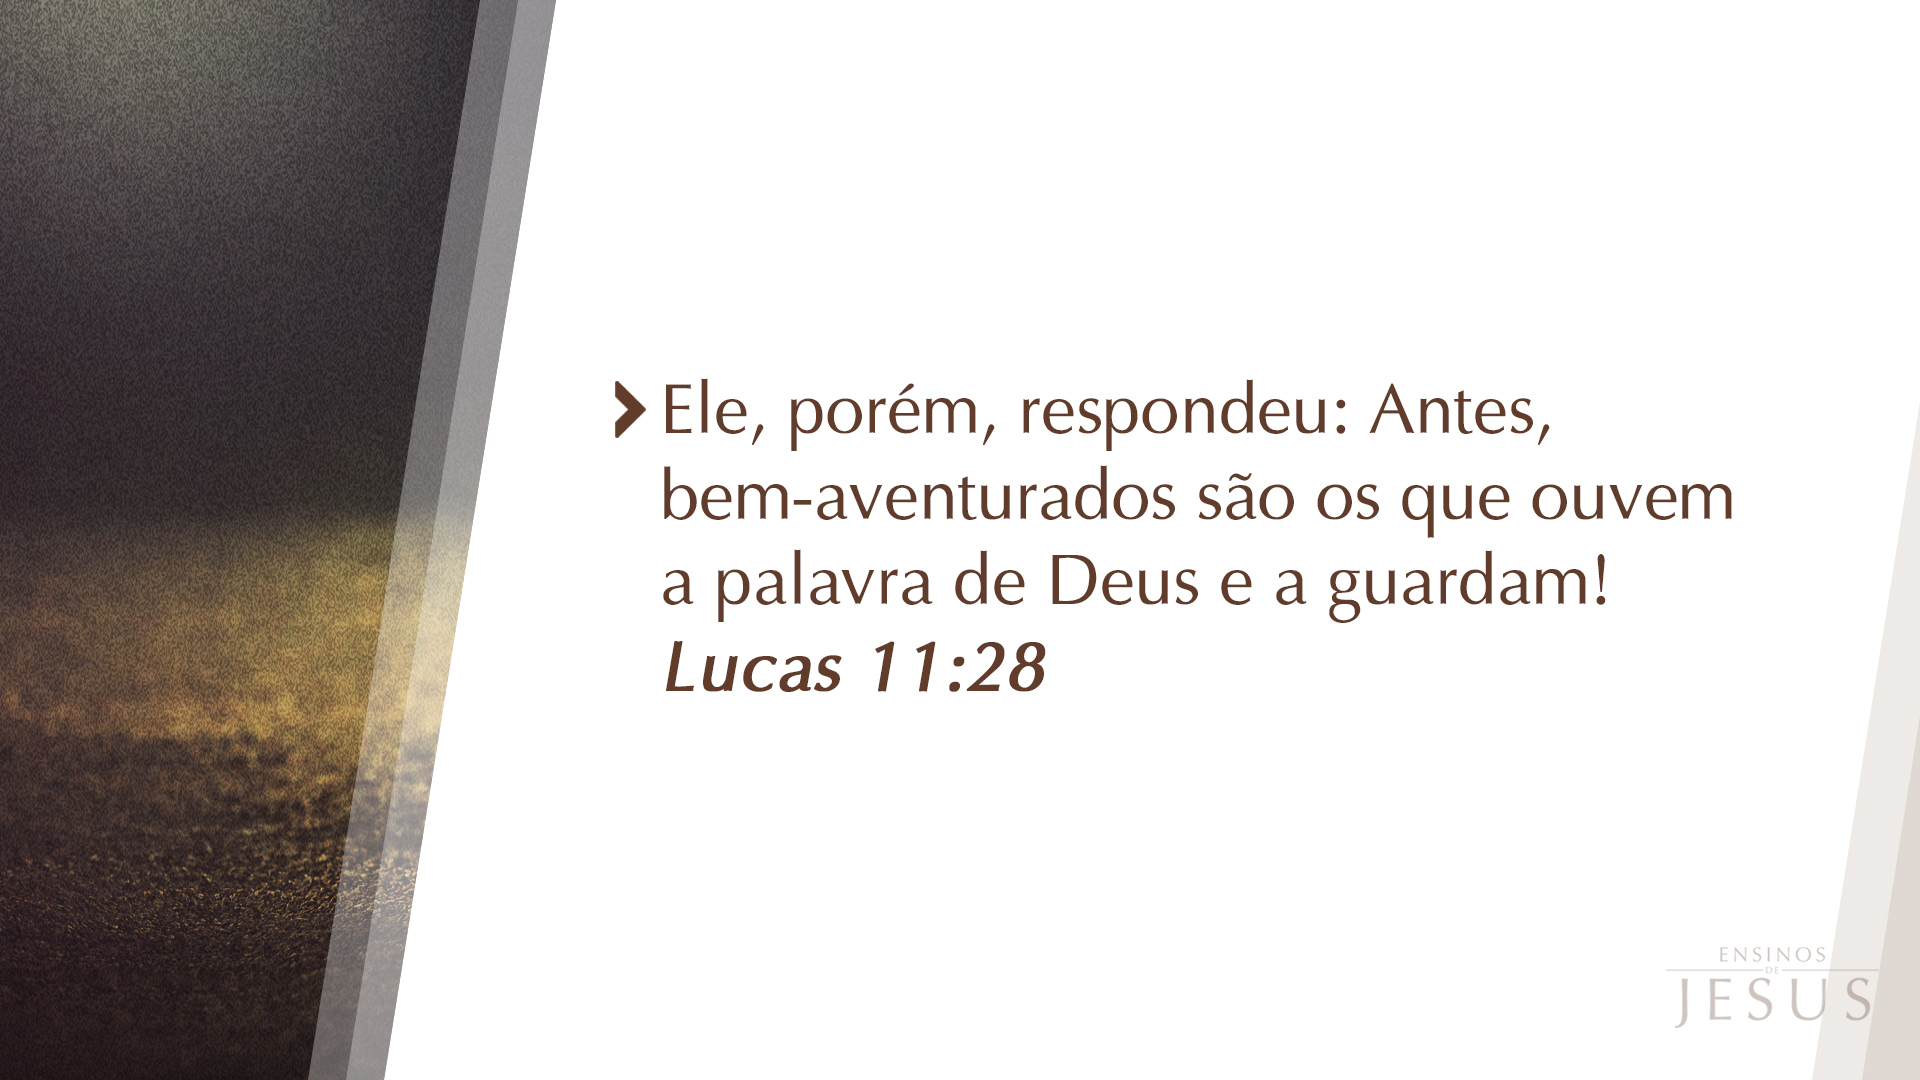 Ele, porém, respondeu: Antes,
bem-aventurados são os que ouvem
a palavra de Deus e a guardam!
Lucas 11:28
ENSINOS
DE
JESUS